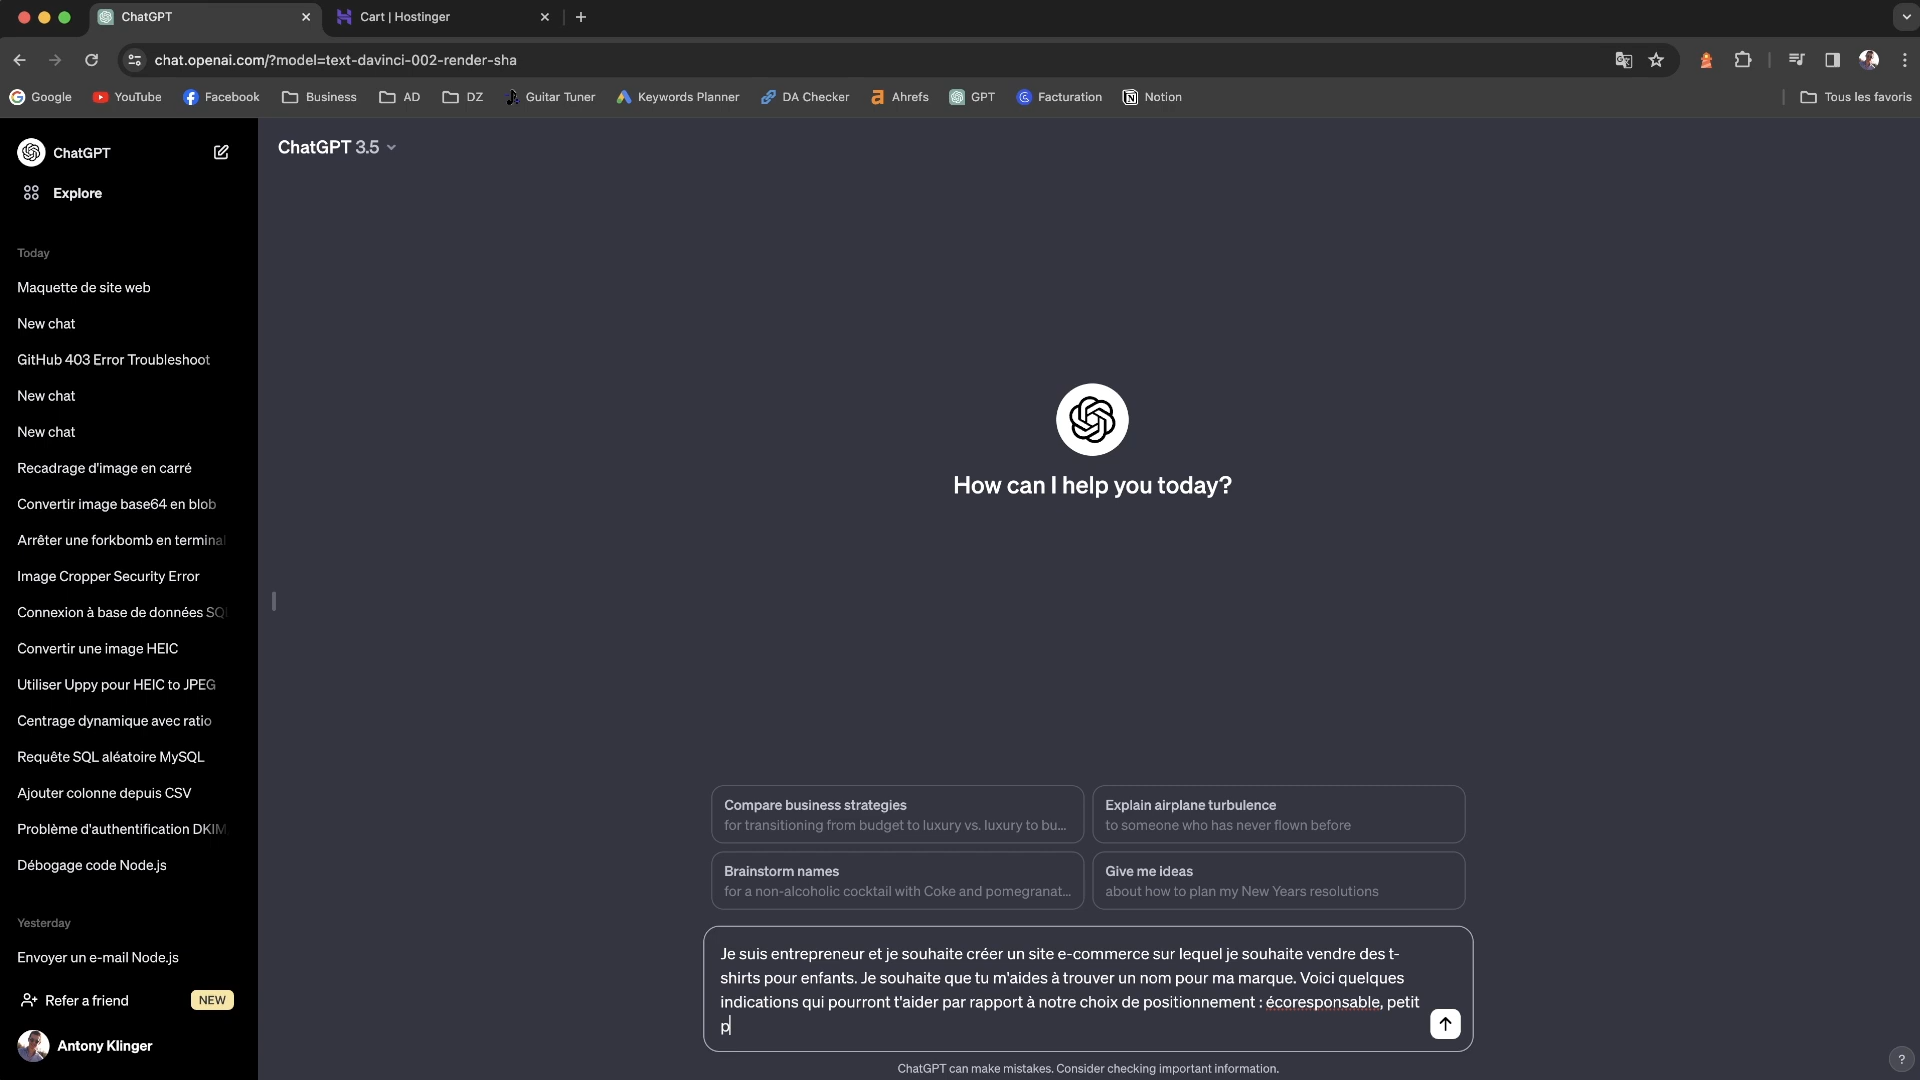 ChatGPT
Cart | Hostinger
chat.openai.com/?model=text-davinci-002-render-sha
Google
YouTube
Facebook
Business
AD
DZ
Guitar Tuner
Keywords Planner
DA Checker
Ahrefs
GPT
Facturation
Notion
Tous les favoris
ChatGPT
Explore
Today
Maquette de site web
New chat
GitHub 403 Error Troubleshoot
New chat
New chat
Recadrage d'image en carré
Convertir image base64 en blob
Arrêter une forkbomb en terminal
Image Cropper Security Error
Connexion à base de données SQL
Convertir une image HEIC
Utiliser Uppy pour HEIC to JPEG
Centrage dynamique avec ratio
Requête SQL aléatoire MySQL
Ajouter colonne depuis CSV
Problème d'authentification DKIM
Débogage code Node.js
Yesterday
Envoyer un e-mail Node.js
Refer a friend
NEW
Antony Klinger
ChatGPT 3.5
How can I help you today?
Compare business strategies
for transitioning from budget to luxury vs. luxury to bu...
Explain airplane turbulence
to someone who has never flown before
Brainstorm names
for a non-alcoholic cocktail with Coke and pomegranat...
Give me ideas
about how to plan my New Years resolutions
Je suis entrepreneur et je souhaite créer un site e-commerce sur lequel je souhaite vendre des t-
shirts pour enfants. Je souhaite que tu m'aides à trouver un nom pour ma marque. Voici quelques
indications qui pourront t'aider par rapport à notre choix de positionnement : écoresponsable, petit
p
ChatGPT can make mistakes. Consider checking important information.
?